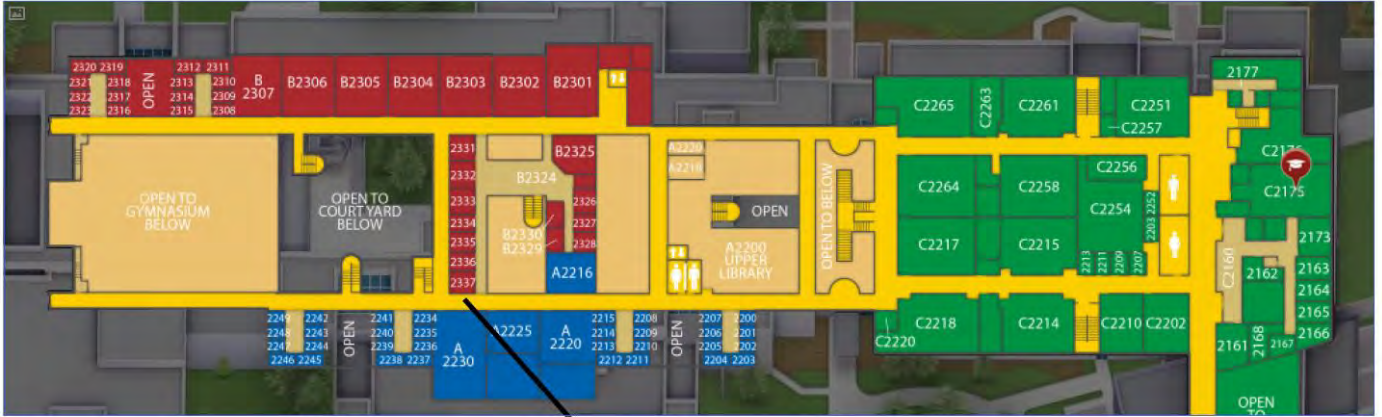 2320 2319
2321 2318
2322 2317
2323 2316
OPEN
2312 2311
2313 2310
2314 2309
2315 2308
B
2307
B2306
B2305
B2304
B2303
B2302
B2301
OPEN TO
GYMNASIUM
BELOW
OPEN TO
COURT YARD
BELOW
2331
2332
2333
2334
2335
2336
2337
B2324
B2325
2326
2327
2328
B2330
B2329
A2216
A2220
A2218
OPEN
A2200
UPPER
LIBRARY
OPEN TO BELOW
2249 2242
2248 2243
2247 2244
2246 2245
OPEN
2241 2234
2240 2235
2239 2236
2238 2237
A
2230
A2225
A
2220
2215 2208
2214 2209
2213 2210
2212 2211
OPEN
2207 2200
2206 2201
2205 2202
2204 2203
C2265
C2263
C2261
C2251
C2257
C2264
C2258
C2256
C2254
2252
2203
C2217
C2215
2213
2211
2209
2207
C2218
C2220
C2214
C2210
C2202
2177
C2176
C2175
2173
C2160
2162
2163
2164
2165
2166
2161
2168
2167
OPEN
TO